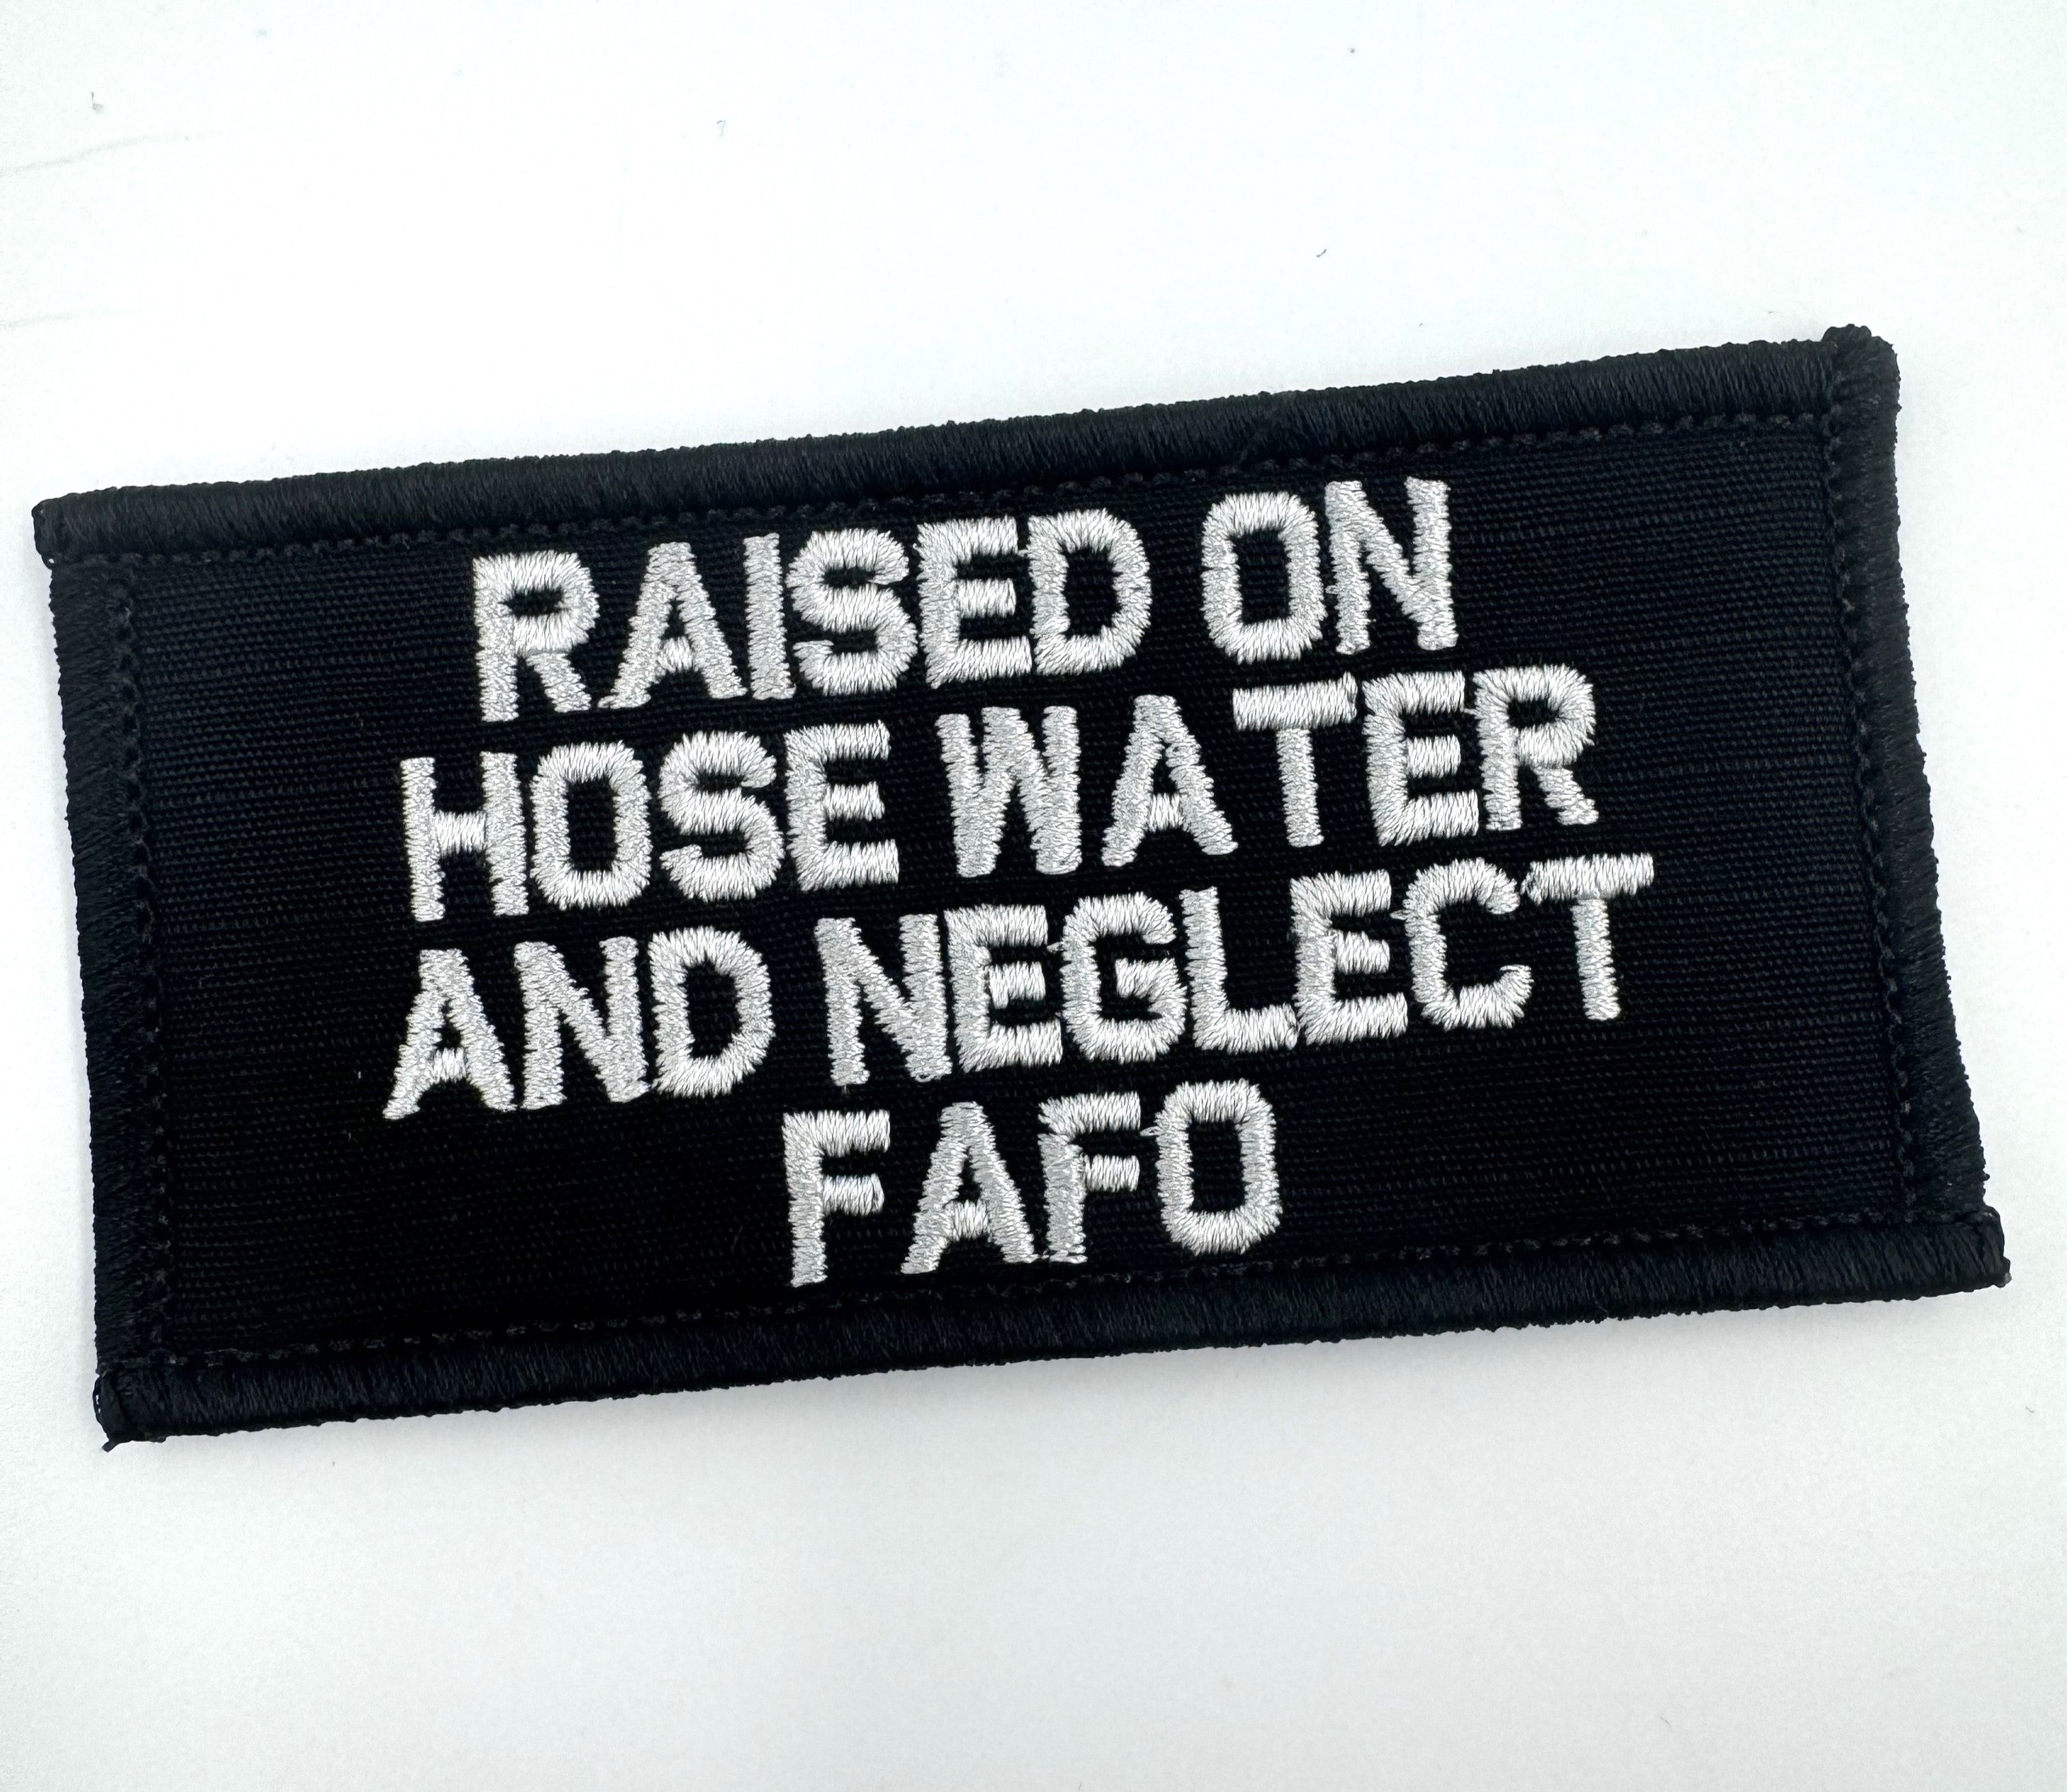 RAISED ON
HOSE WATER
AND NEGLECT
FAFO